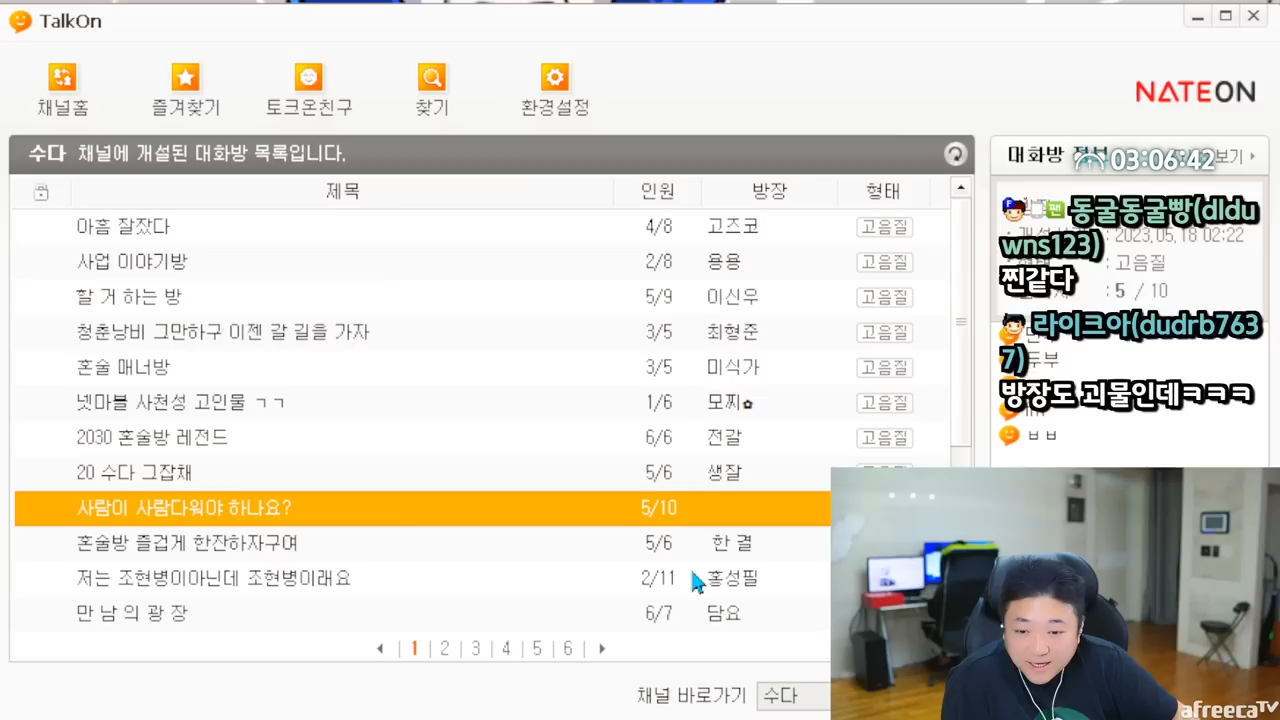 TalkOn
채널홈 즐겨찾기 토크온친구 찾기 환경설정
NATEON
수다 채널에 개설된 대화방 목록입니다.
대화방 보기
03:06:42
제목 인원 방장 형태
아홈 잘잤다 4/8 고즈코 고음질
사업 이야기방 2/8 용용 고음질
할 거 하는 방 5/9 이신우 고음질
청춘낭비 그만하구 이젠 갈 길을 가자 3/5 최형준 고음질
혼술 매너방 3/5 미식가 고음질
넷마블 사천성 고인물 ㄱㄱ 1/6 모찌✿ 고음질
2030 혼술방 레전드 6/6 전갈 고음질
20 수다 그잡채 5/6 생잘
사람이 사람다워야 하나요? 5/10
혼술방 즐겁게 한잔하자구여 5/6 한 결
저는 조현병이아닌데 조현병이래요 2/11 홍성필
만 남 의 광 장 6/7 담요
1 | 2 | 3 | 4 | 5 | 6
채널 바로가기 수다
동굴동굴빵(dldu
wns123)
: 2023.05.18 02:22
찐같다
: 고음질
: 5 / 10
라이크아(dudrb763
7)
두부
방장도 괴물인데ㅋㅋㅋ
ㅂㅂ
afreecaTV